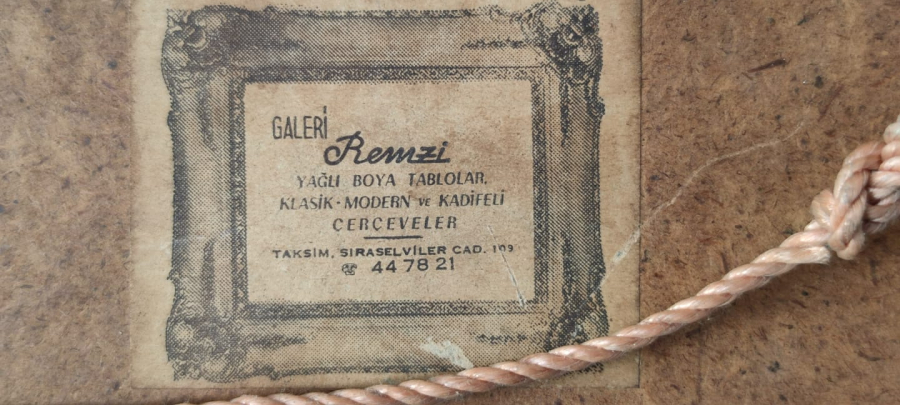 GALERİ
Remzi
YAĞLI BOYA TABLOLAR,
KLASİK · MODERN ve KADİFELİ
ÇERÇEVELER
TAKSİM, SIRASELVİLER CAD. 109
☎ 44 78 21